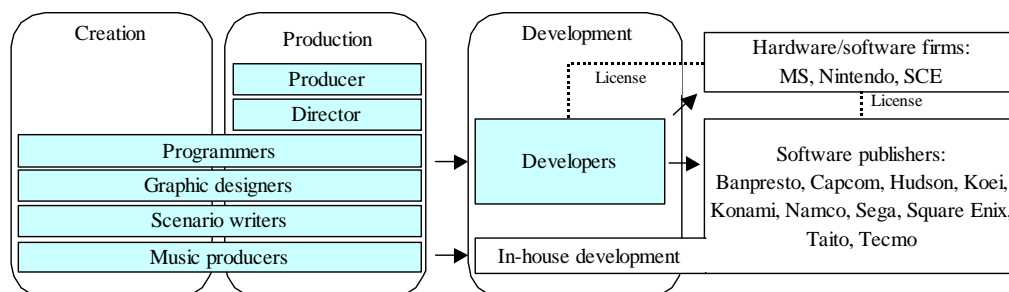 Creation
Production
Development
Hardware/software firms:
MS, Nintendo, SCE
License
License
Producer
Director
Programmers
Graphic designers
Scenario writers
Music producers
Developers
In-house development
Software publishers:
Banpresto, Capcom, Hudson, Koei,
Konami, Namco, Sega, Square Enix,
Taito, Tecmo